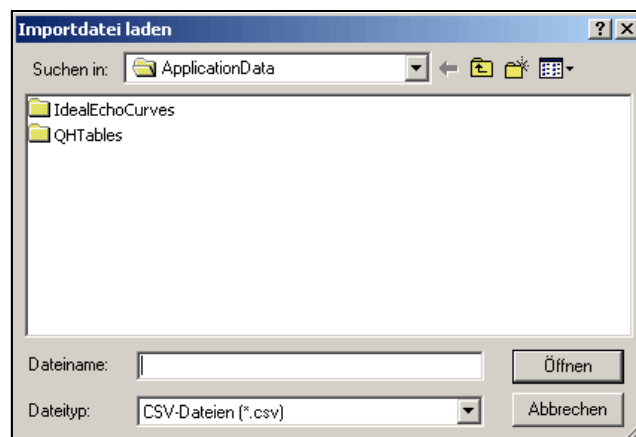 Importdatei laden
Suchen in: ApplicationData
IdealEchoCurves
QHTables
Dateiname: Öffnen
Dateityp: CSV-Dateien (*.csv) Abbrechen